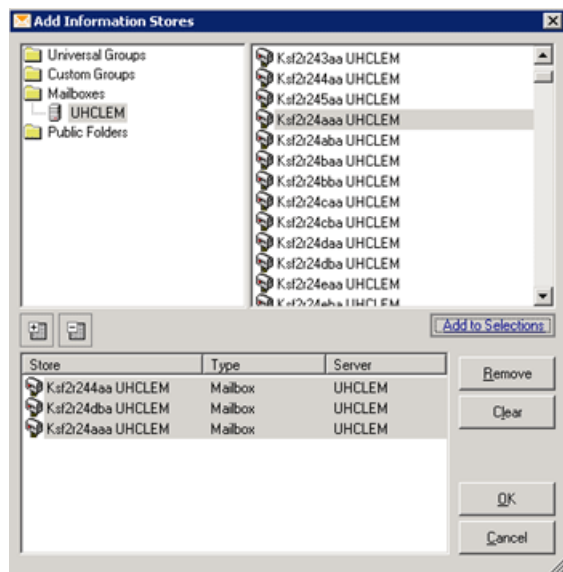 Add Information Stores
Universal Groups
Custom Groups
Mailboxes
UHCLEM
Public Folders
Ksf2r243aa UHCLEM
Ksf2r244aa UHCLEM
Ksf2r245aa UHCLEM
Ksf2r24aaa UHCLEM
Ksf2r24aba UHCLEM
Ksf2r24baa UHCLEM
Ksf2r24bba UHCLEM
Ksf2r24caa UHCLEM
Ksf2r24cba UHCLEM
Ksf2r24daa UHCLEM
Ksf2r24dba UHCLEM
Ksf2r24eaa UHCLEM
Ksf2r24eba UHCLEM
Add to Selections
Store Type Server
Ksf2r244aa UHCLEM Mailbox UHCLEM
Ksf2r24dba UHCLEM Mailbox UHCLEM
Ksf2r24aaa UHCLEM Mailbox UHCLEM
Remove
Clear
OK
Cancel